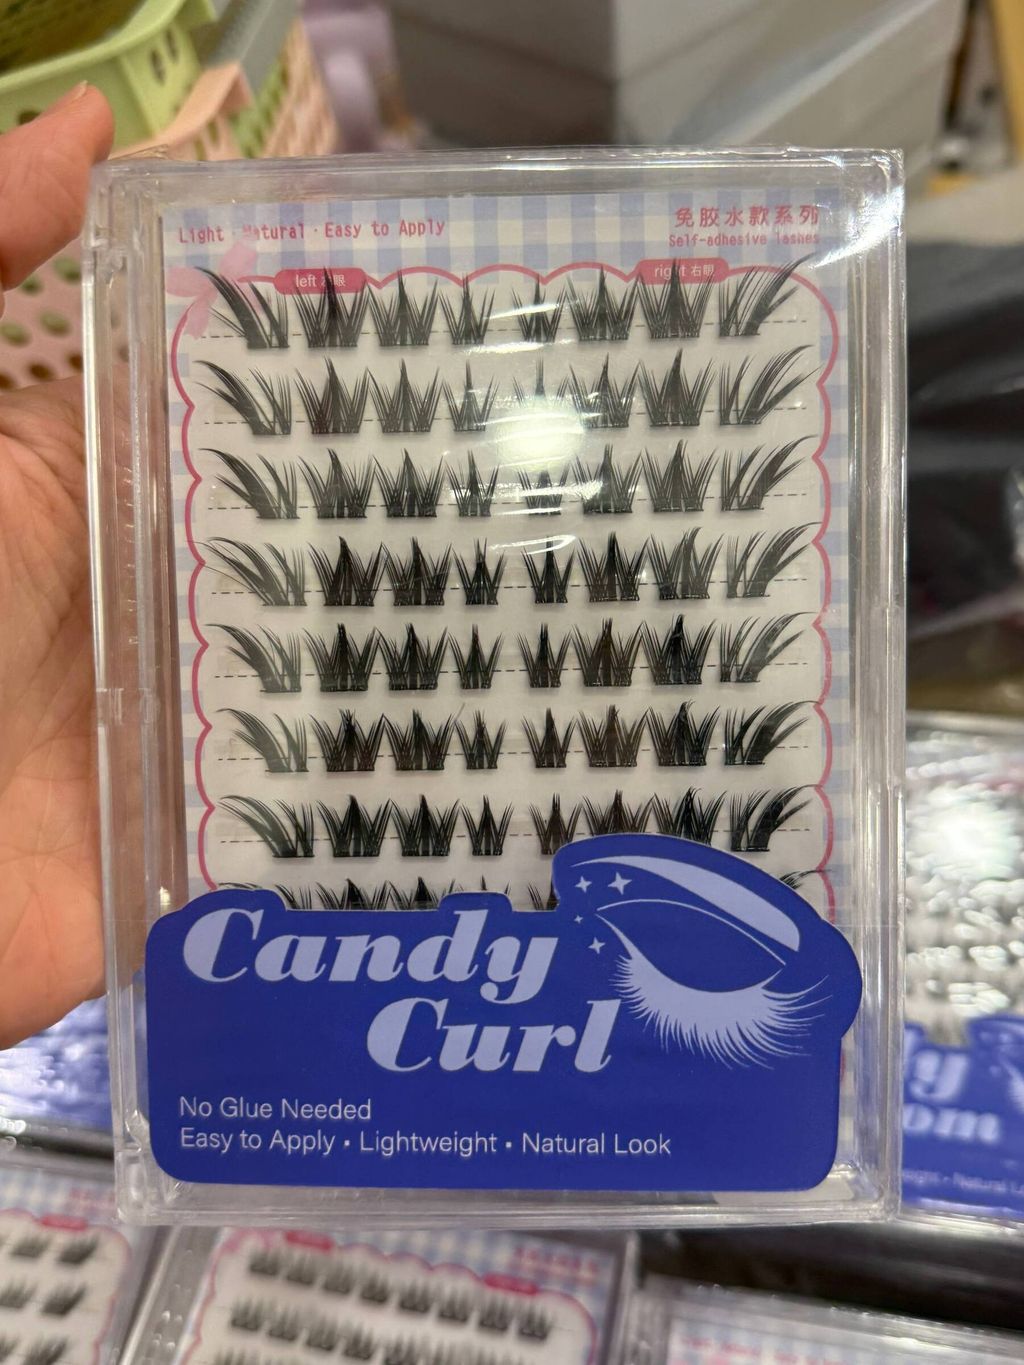 Light · Natural · Easy to Apply
免胶水款系列
Self-adhesive lashes
left 左眼
right 右眼
Candy
Curl
No Glue Needed
Easy to Apply • Lightweight • Natural Look